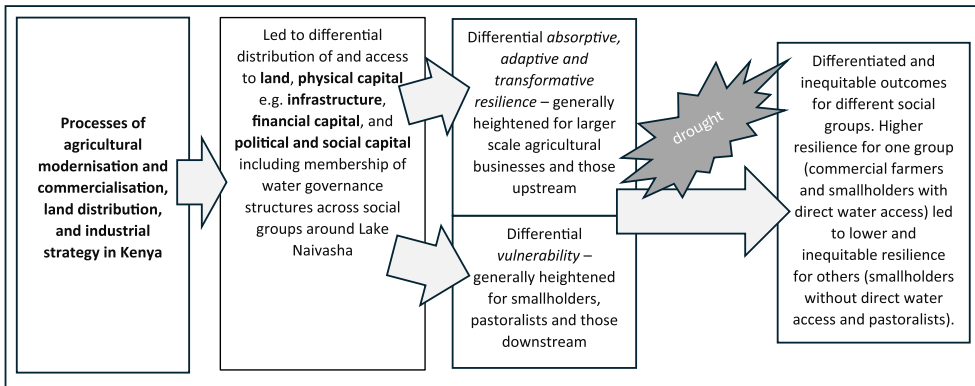 Processes of
agricultural
modernisation and
commercialisation,
land distribution,
and industrial
strategy in Kenya
Led to differential
distribution of and access
to land, physical capital
e.g. infrastructure,
financial capital, and
political and social capital
including membership of
water governance
structures across social
groups around Lake
Naivasha
Differential absorptive,
adaptive and
transformative
resilience – generally
heightened for larger
scale agricultural
businesses and those
upstream
Differential
vulnerability –
generally heightened
for smallholders,
pastoralists and those
downstream
drought
Differentiated and
inequitable outcomes
for different social
groups. Higher
resilience for one group
(commercial farmers
and smallholders with
direct water access) led
to lower and
inequitable resilience
for others (smallholders
without direct water
access and pastoralists).